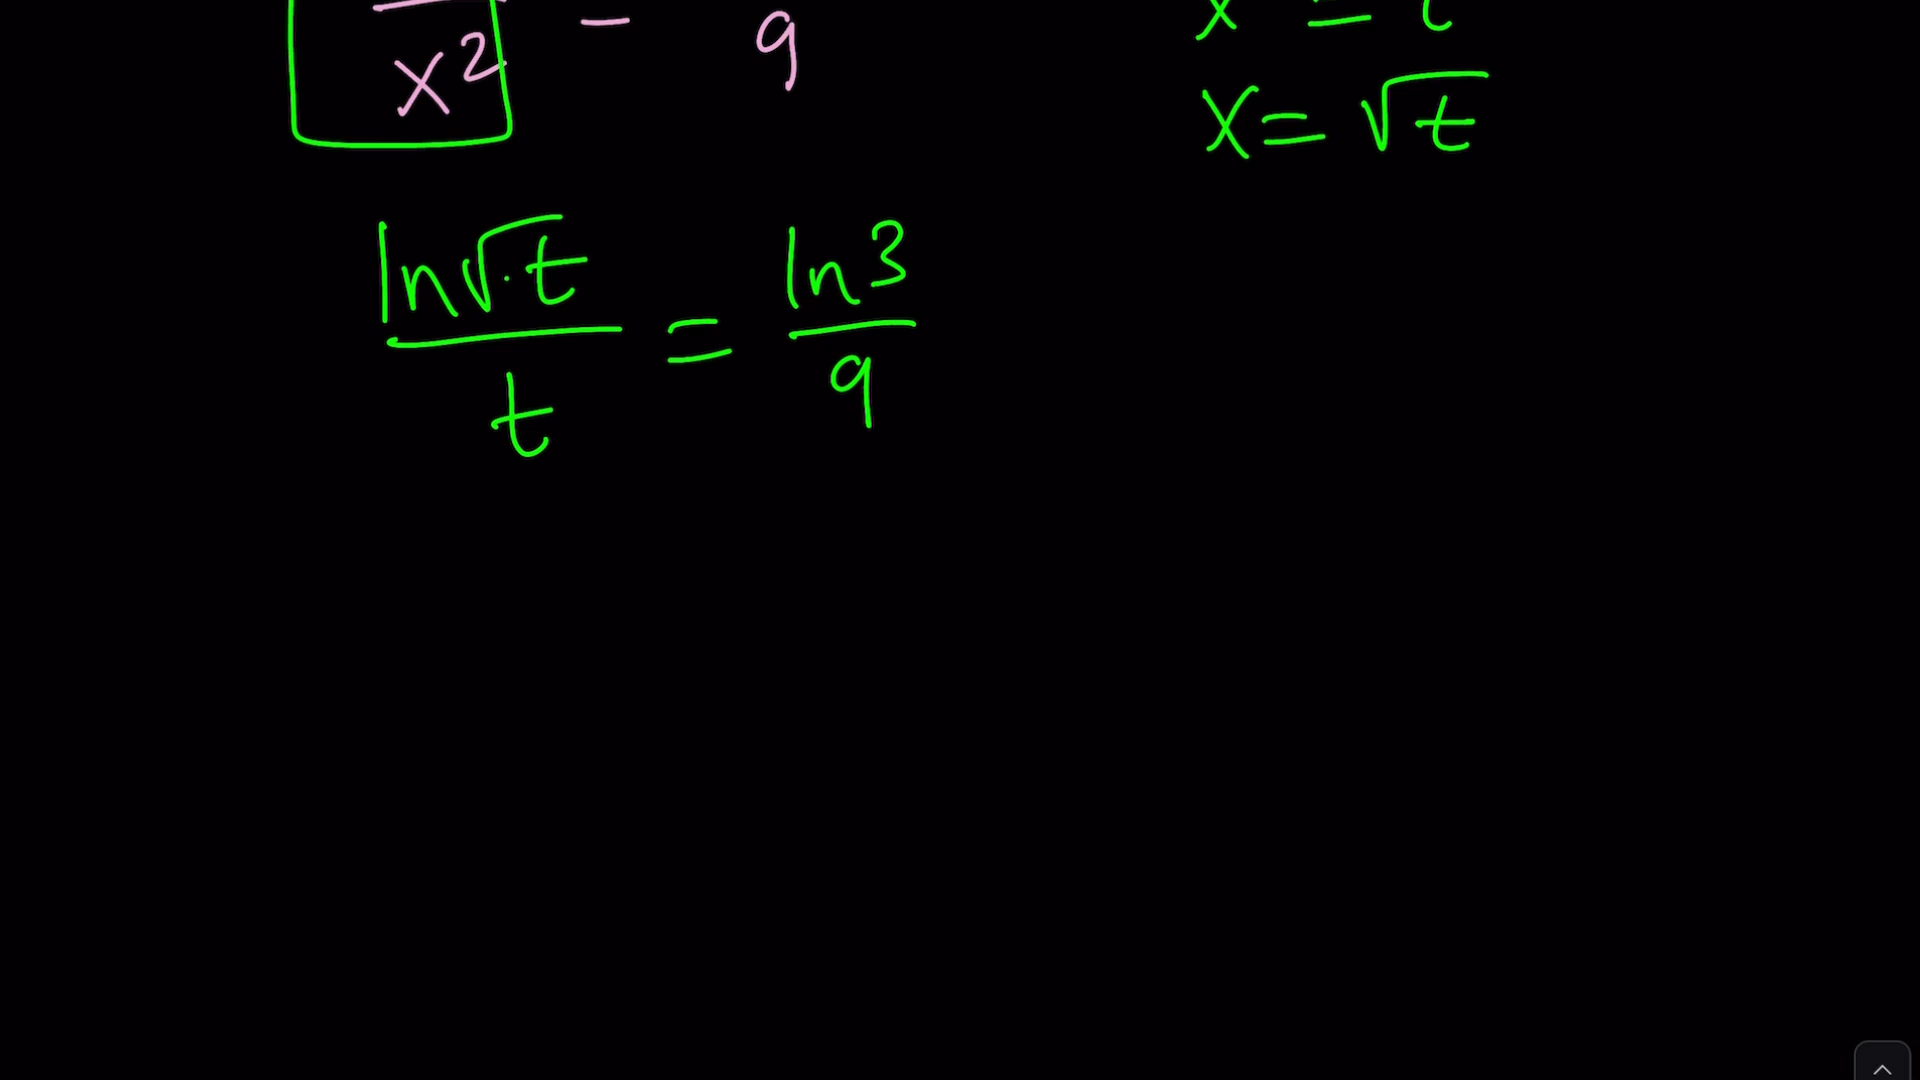 x² = 9
x = t
x = √t
ln√t / t = ln3 / 9